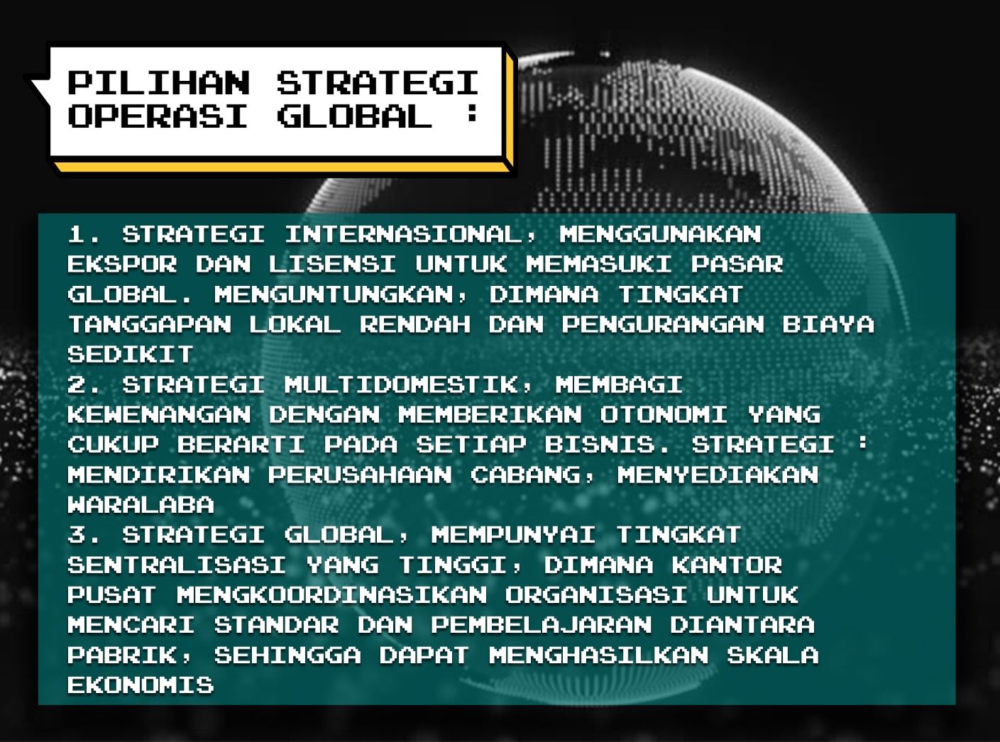 PILIHAN STRATEGI
OPERASI GLOBAL :
1. STRATEGI INTERNASIONAL, MENGGUNAKAN
EKSPOR DAN LISENSI UNTUK MEMASUKI PASAR
GLOBAL. MENGUNTUNGKAN, DIMANA TINGKAT
TANGGAPAN LOKAL RENDAH DAN PENGURANGAN BIAYA
SEDIKIT
2. STRATEGI MULTIDOMESTIK, MEMBAGI
KEWENANGAN DENGAN MEMBERIKAN OTONOMI YANG
CUKUP BERARTI PADA SETIAP BISNIS. STRATEGI :
MENDIRIKAN PERUSAHAAN CABANG, MENYEDIAKAN
WARALABA
3. STRATEGI GLOBAL, MEMPUNYAI TINGKAT
SENTRALISASI YANG TINGGI, DIMANA KANTOR
PUSAT MENGKOORDINASIKAN ORGANISASI UNTUK
MENCARI STANDAR DAN PEMBELAJARAN DIANTARA
PABRIK, SEHINGGA DAPAT MENGHASILKAN SKALA
EKONOMIS